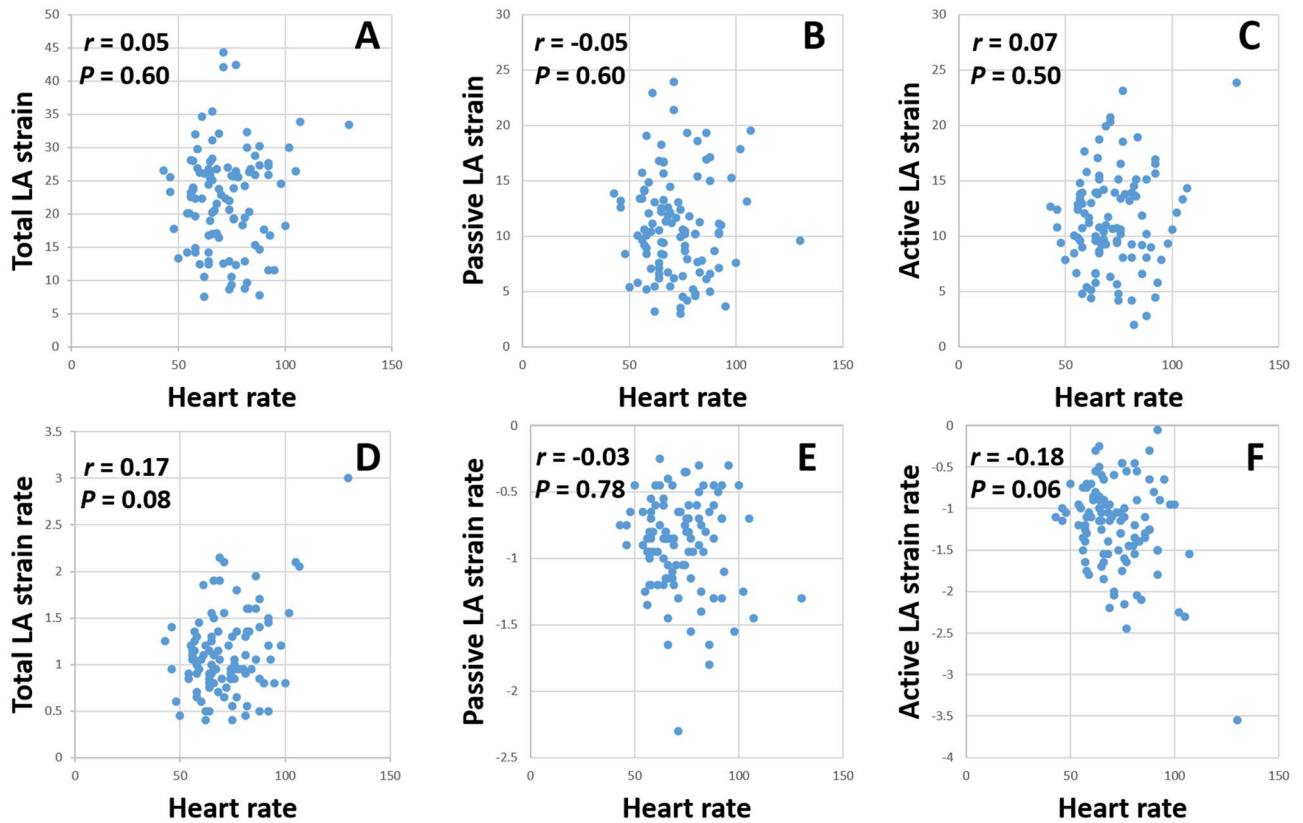 A
r = 0.05
P = 0.60
Total LA strain
50
45
40
35
30
25
20
15
10
5
0
0 50 100 150
Heart rate
B
r = -0.05
P = 0.60
Passive LA strain
30
25
20
15
10
5
0
0 50 100 150
Heart rate
C
r = 0.07
P = 0.50
Active LA strain
30
25
20
15
10
5
0
0 50 100 150
Heart rate
D
r = 0.17
P = 0.08
Total LA strain rate
3.5
3
2.5
2
1.5
1
0.5
0
0 50 100 150
Heart rate
E
r = -0.03
P = 0.78
Passive LA strain rate
0
-0.5
-1
-1.5
-2
-2.5
0 50 100 150
Heart rate
F
r = -0.18
P = 0.06
Active LA strain rate
0
-0.5
-1
-1.5
-2
-2.5
-3
-3.5
-4
0 50 100 150
Heart rate